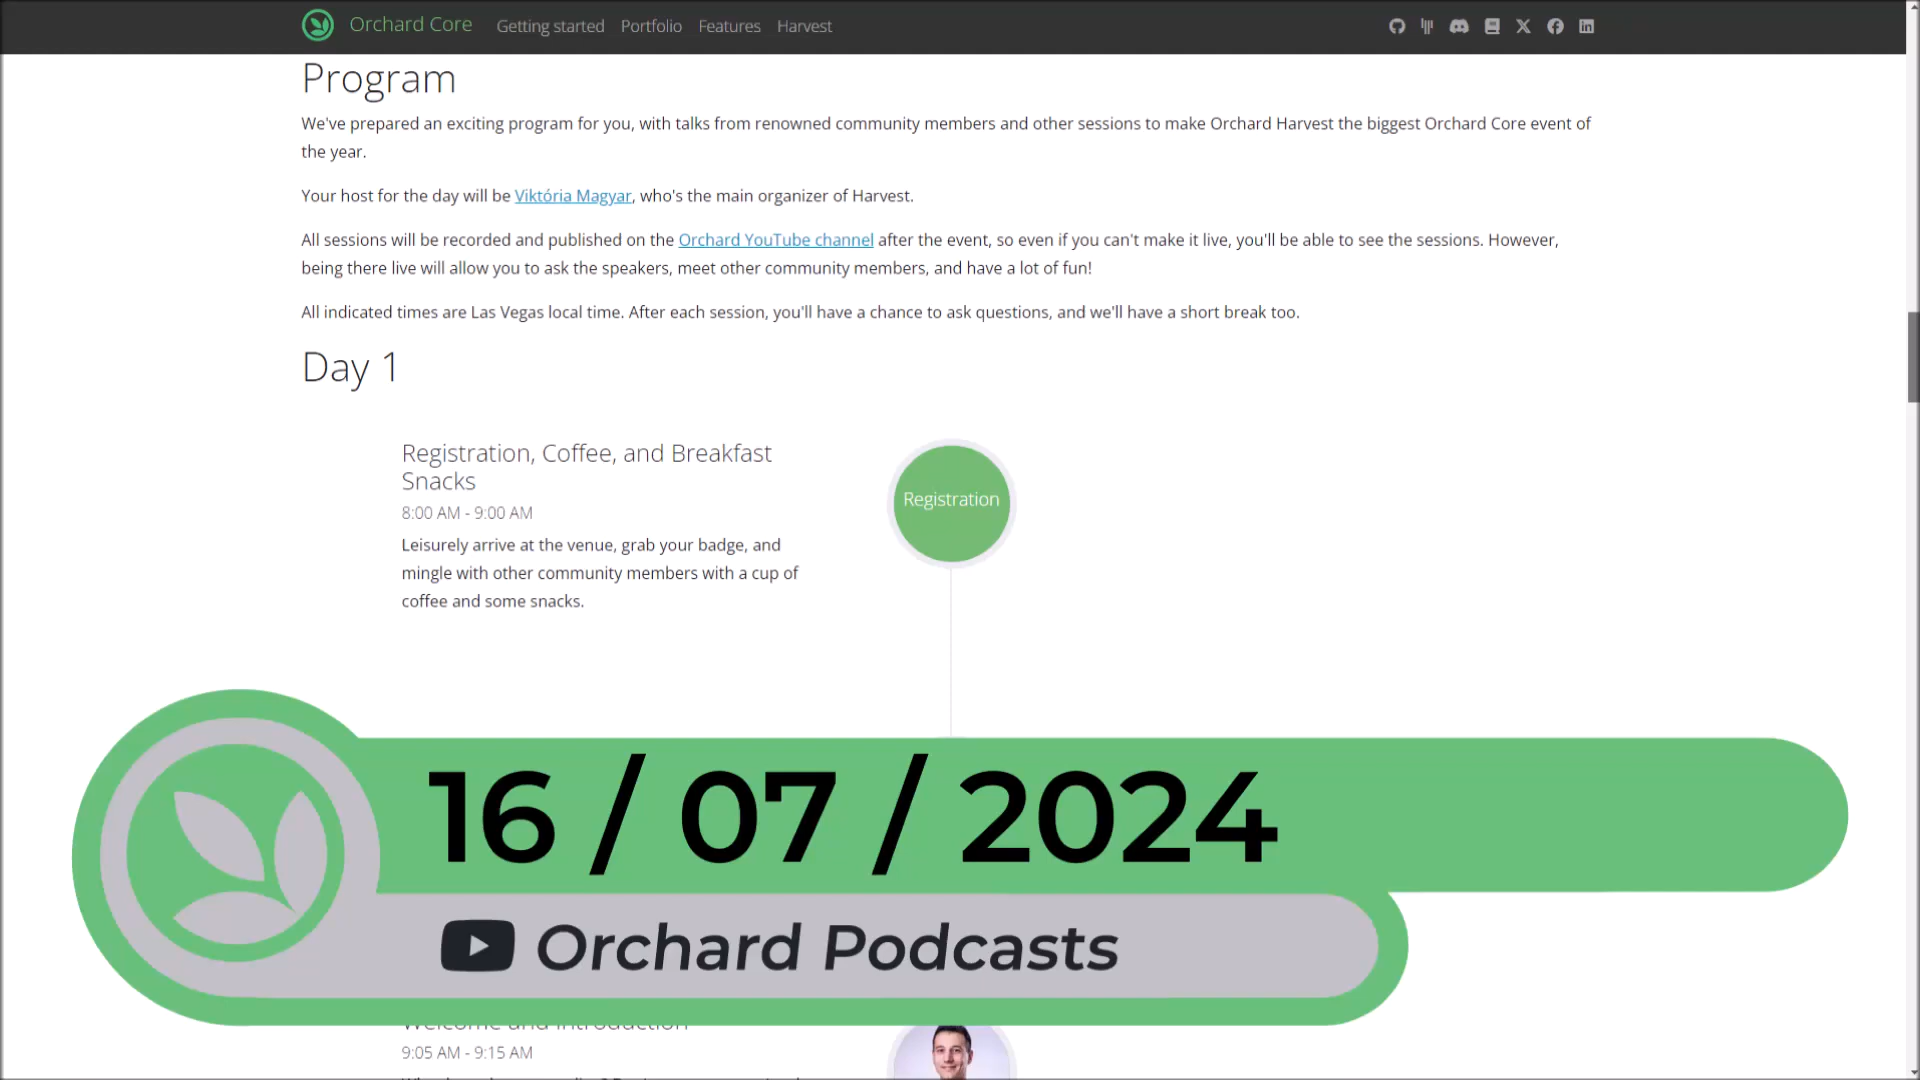 Orchard Core Getting started Portfolio Features Harvest
Program
We've prepared an exciting program for you, with talks from renowned community members and other sessions to make Orchard Harvest the biggest Orchard Core event of
the year.
Your host for the day will be Viktória Magyar, who's the main organizer of Harvest.
All sessions will be recorded and published on the Orchard YouTube channel after the event, so even if you can't make it live, you'll be able to see the sessions. However,
being there live will allow you to ask the speakers, meet other community members, and have a lot of fun!
All indicated times are Las Vegas local time. After each session, you'll have a chance to ask questions, and we'll have a short break too.
Day 1
Registration, Coffee, and Breakfast
Snacks
8:00 AM - 9:00 AM
Leisurely arrive at the venue, grab your badge, and
mingle with other community members with a cup of
coffee and some snacks.
Registration
16 / 07 / 2024
Orchard Podcasts
Welcome and Introduction
9:05 AM - 9:15 AM